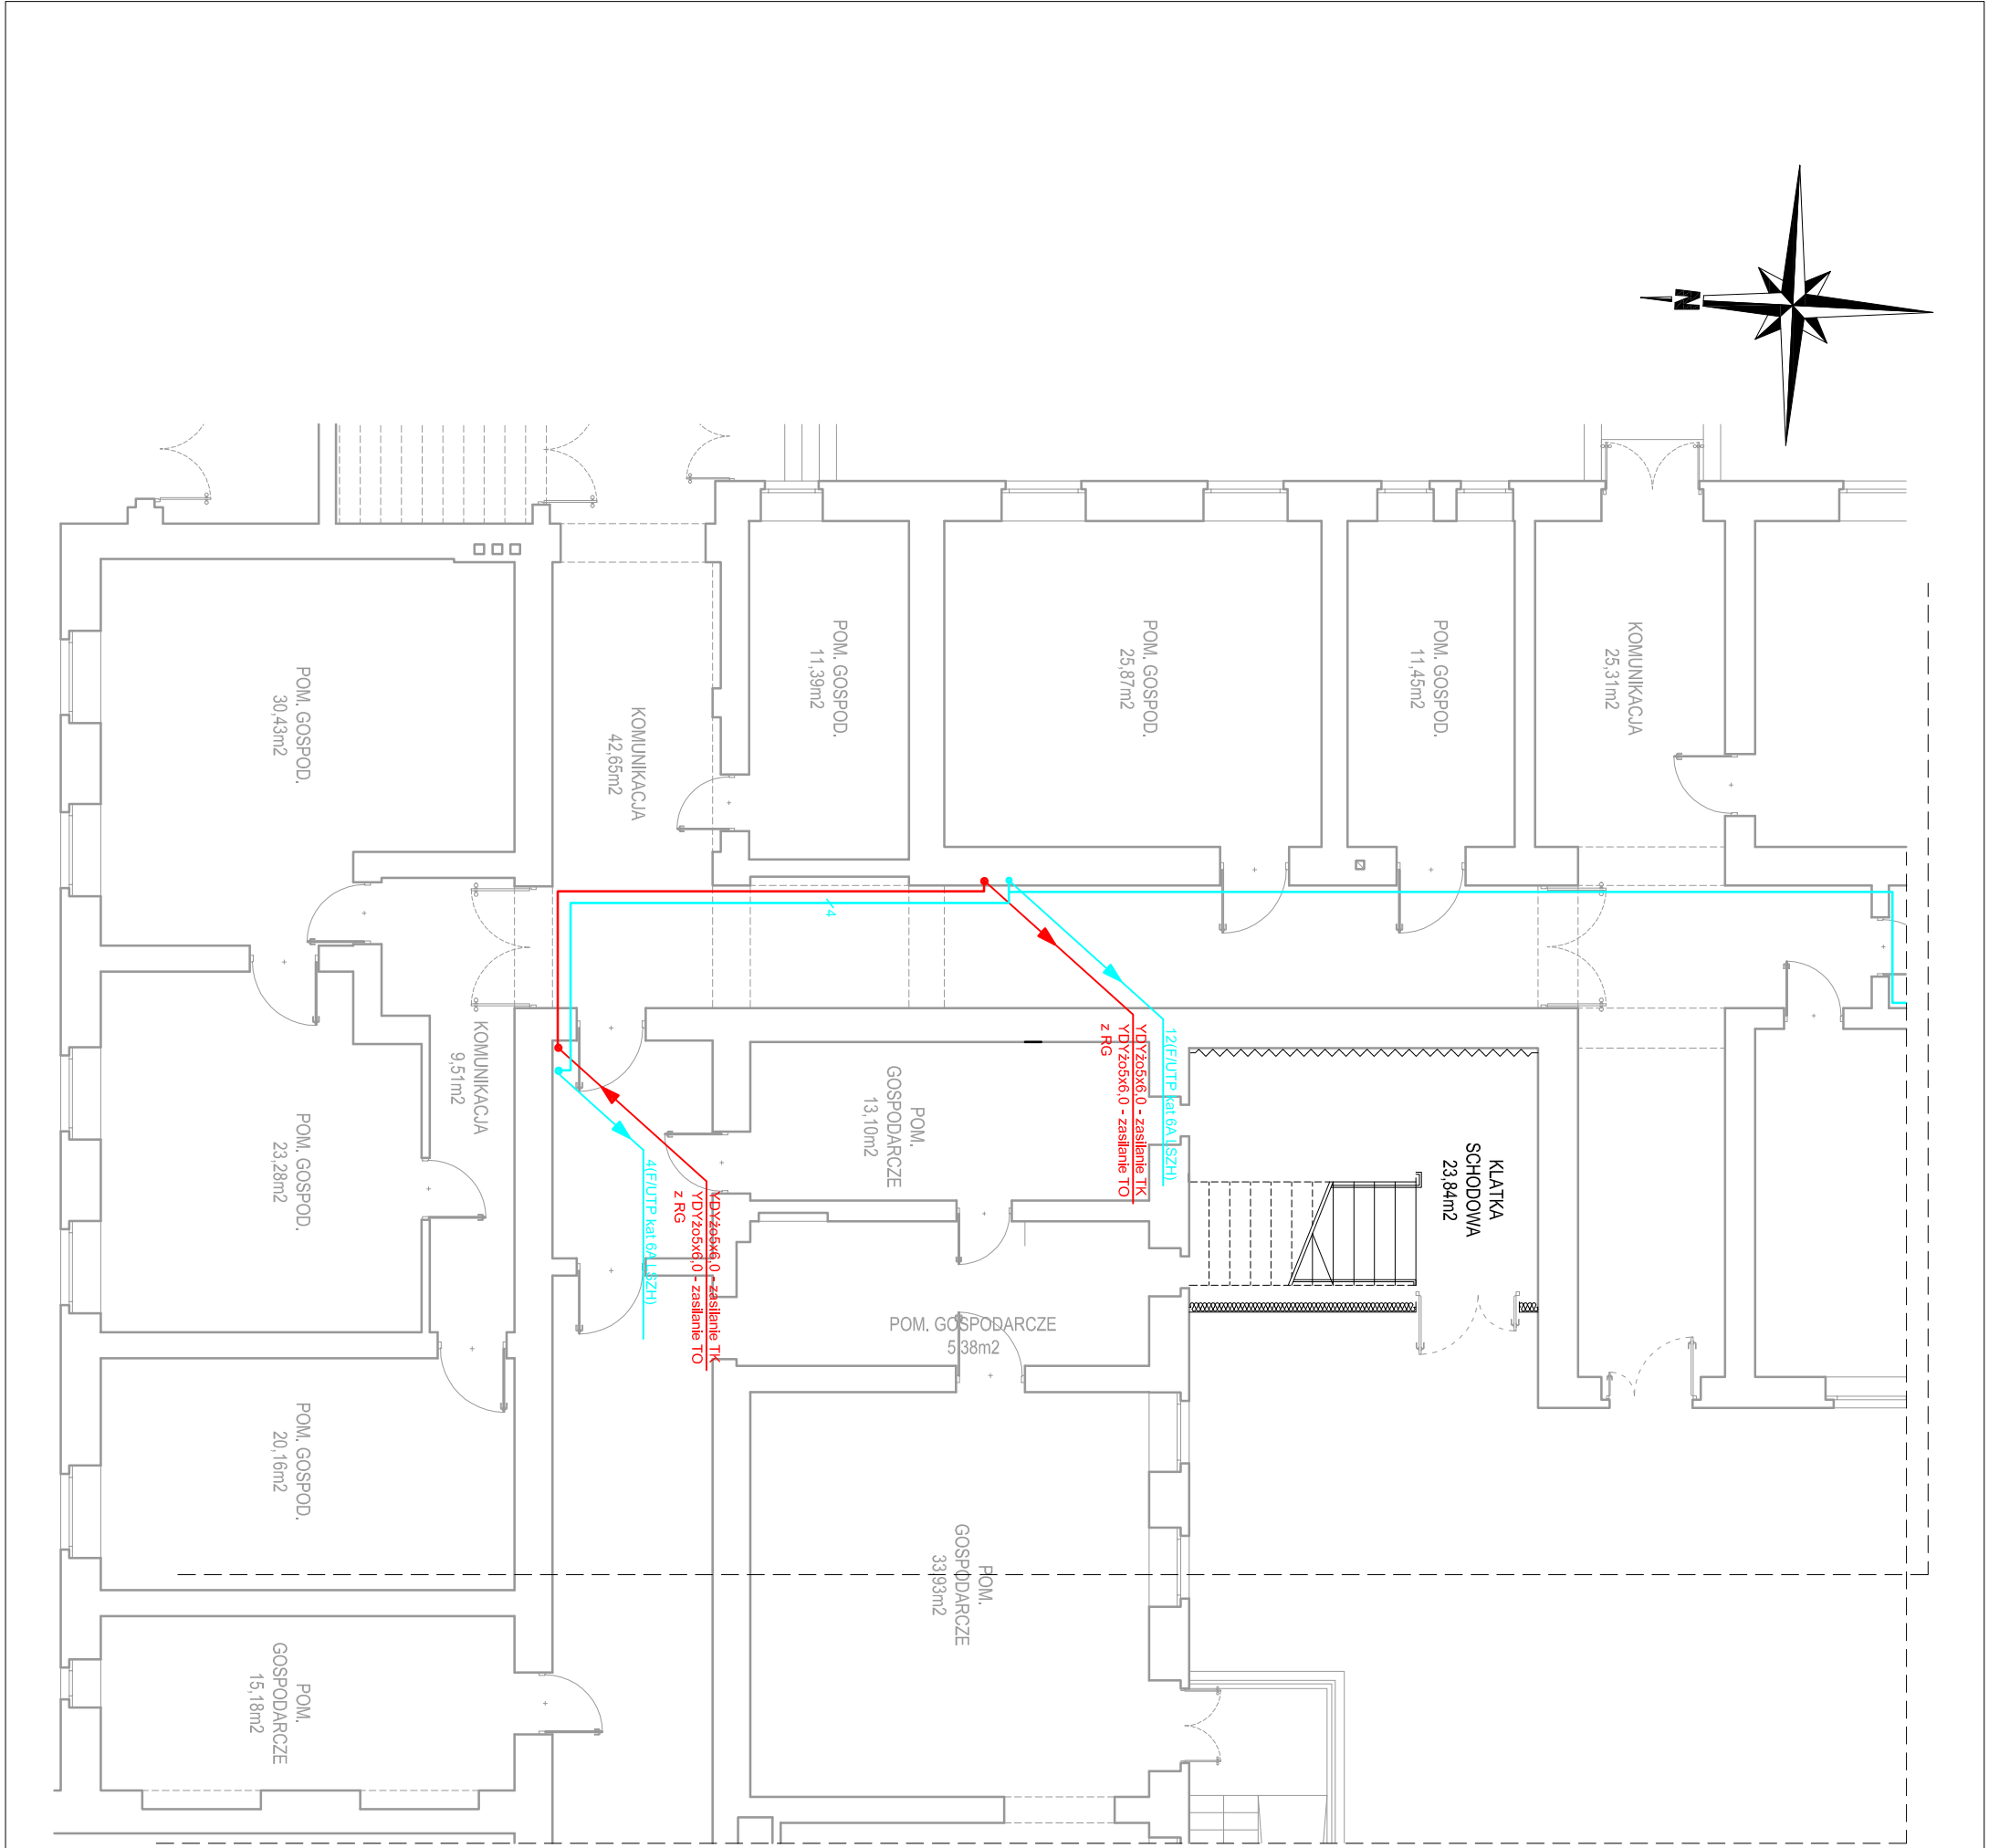 N
POM. GOSPOD.
30,43m2
KOMUNIKACJA
42,65m2
POM. GOSPOD.
11,39m2
POM. GOSPOD.
25,87m2
POM. GOSPOD.
11,45m2
KOMUNIKACJA
25,31m2
4
KOMUNIKACJA
9,51m2
POM. GOSPOD.
23,28m2
POM.
GOSPODARCZE
13,10m2
12(F/UTP kat 6A LSZH)
YDYżo5x6,0 - zasilanie TK
YDYżo5x6,0 - zasilanie TO
z RG
KLATKA
SCHODOWA
23,84m2
4(F/UTP kat 6A LSZH)
YDYżo5x6,0 - zasilanie TK
YDYżo5x6,0 - zasilanie TO
z RG
POM. GOSPODARCZE
5,38m2
POM. GOSPOD.
20,16m2
POM.
GOSPODARCZE
33,93m2
POM.
GOSPODARCZE
15,18m2